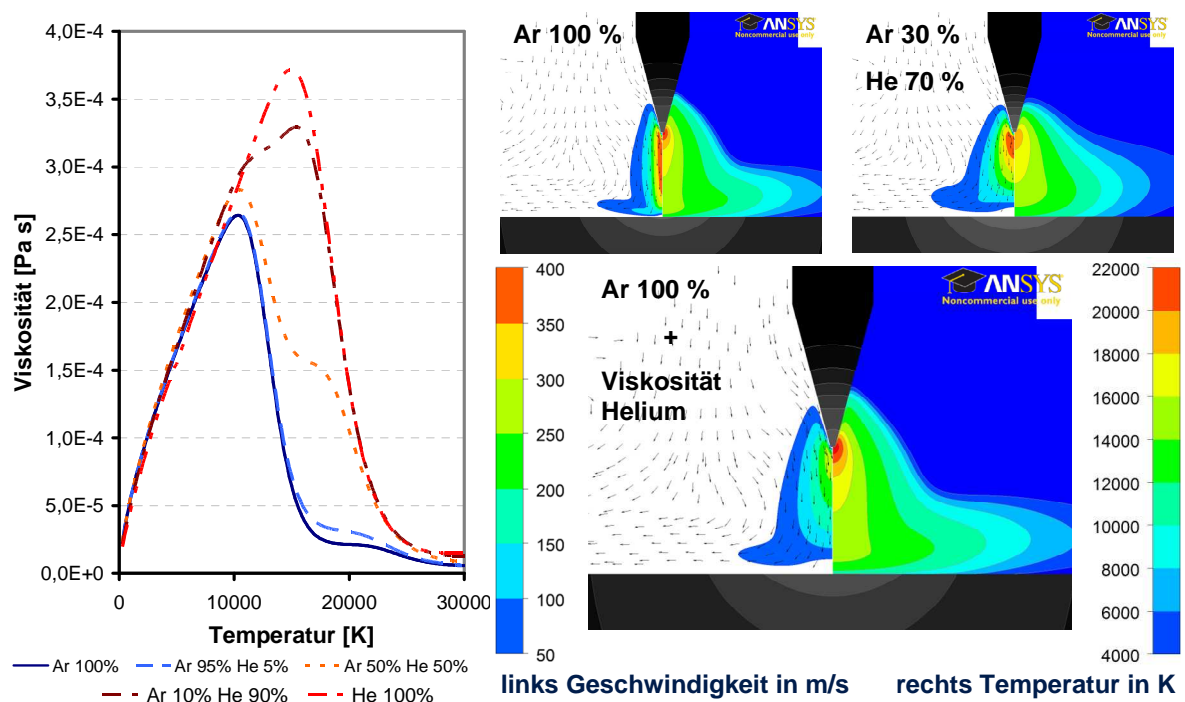 4,0E-4
3,5E-4
3,0E-4
2,5E-4
2,0E-4
1,5E-4
1,0E-4
5,0E-5
0,0E+0
Viskosität [Pa s]
0
10000
20000
30000
Temperatur [K]
Ar 100%
Ar 95% He 5%
Ar 50% He 50%
Ar 10% He 90%
He 100%
Ar 100 %
ANSYS
Noncommercial use only
Ar 30 %
He 70 %
ANSYS
Noncommercial use only
400
350
300
250
200
150
100
50
Ar 100 %
+
Viskosität
Helium
ANSYS
Noncommercial use only
22000
20000
18000
16000
14000
12000
10000
8000
6000
4000
links Geschwindigkeit in m/s
rechts Temperatur in K